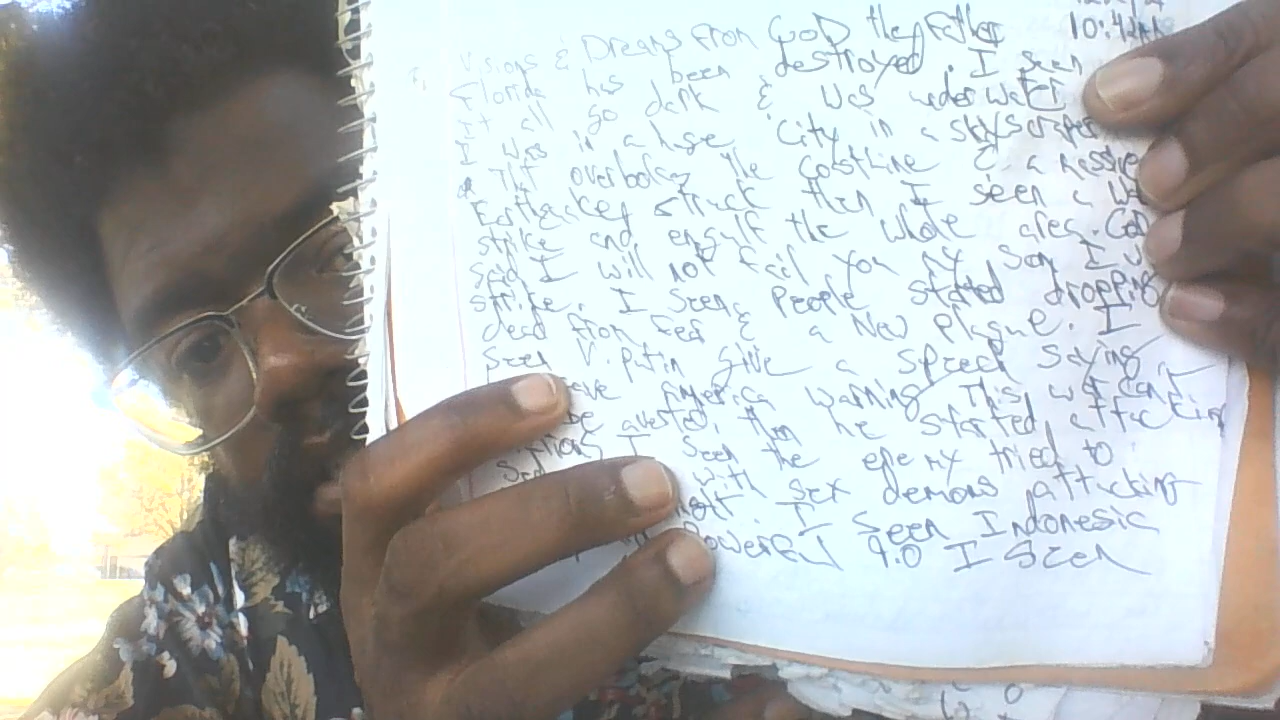 10:42AM
Visions & Dreams from GOD the Father
Florida has been destroyed. I seen
it all go dark & was underwater
I was in a huge City in a skyscraper
that overlooks the Coastline & a massive
Earthquake struck then I seen a
strike and engulf the whole area. GOD
said I will not fail you my son I
strike. I seen people started dropping
dead from fear & a New Plague. I
seen V. Putin give a speech saying
America warning This war can't
be averted, then he started attacking
I seen the enemy tried to
with sex demons attacking
I seen Indonesia
Powerful 9.0 I seen